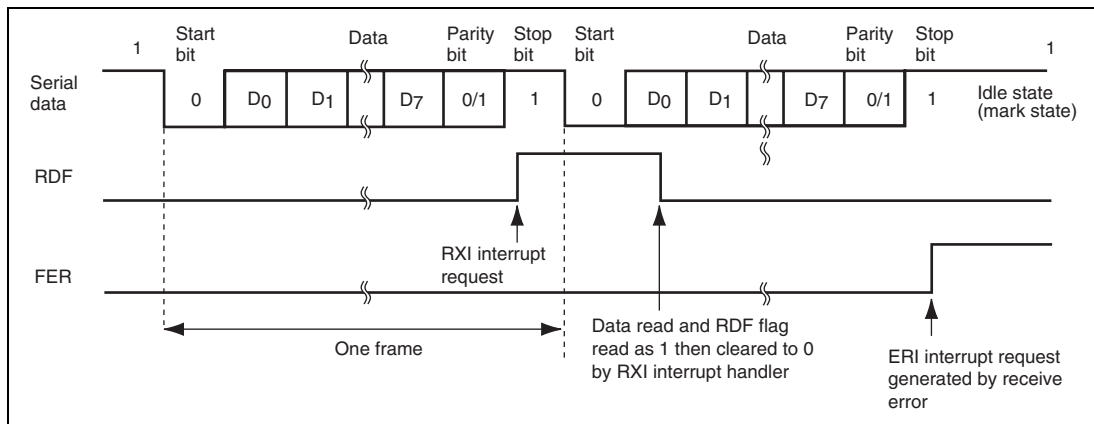 1 Start bit Data Parity bit Stop bit Start bit Data Parity bit Stop bit 1
Serial data 0 D0 D1 D7 0/1 1 0 D0 D1 D7 0/1 1 Idle state (mark state)
RDF
RXI interrupt request
FER
Data read and RDF flag
read as 1 then cleared to 0
by RXI interrupt handler
One frame
ERI interrupt request
generated by receive
error